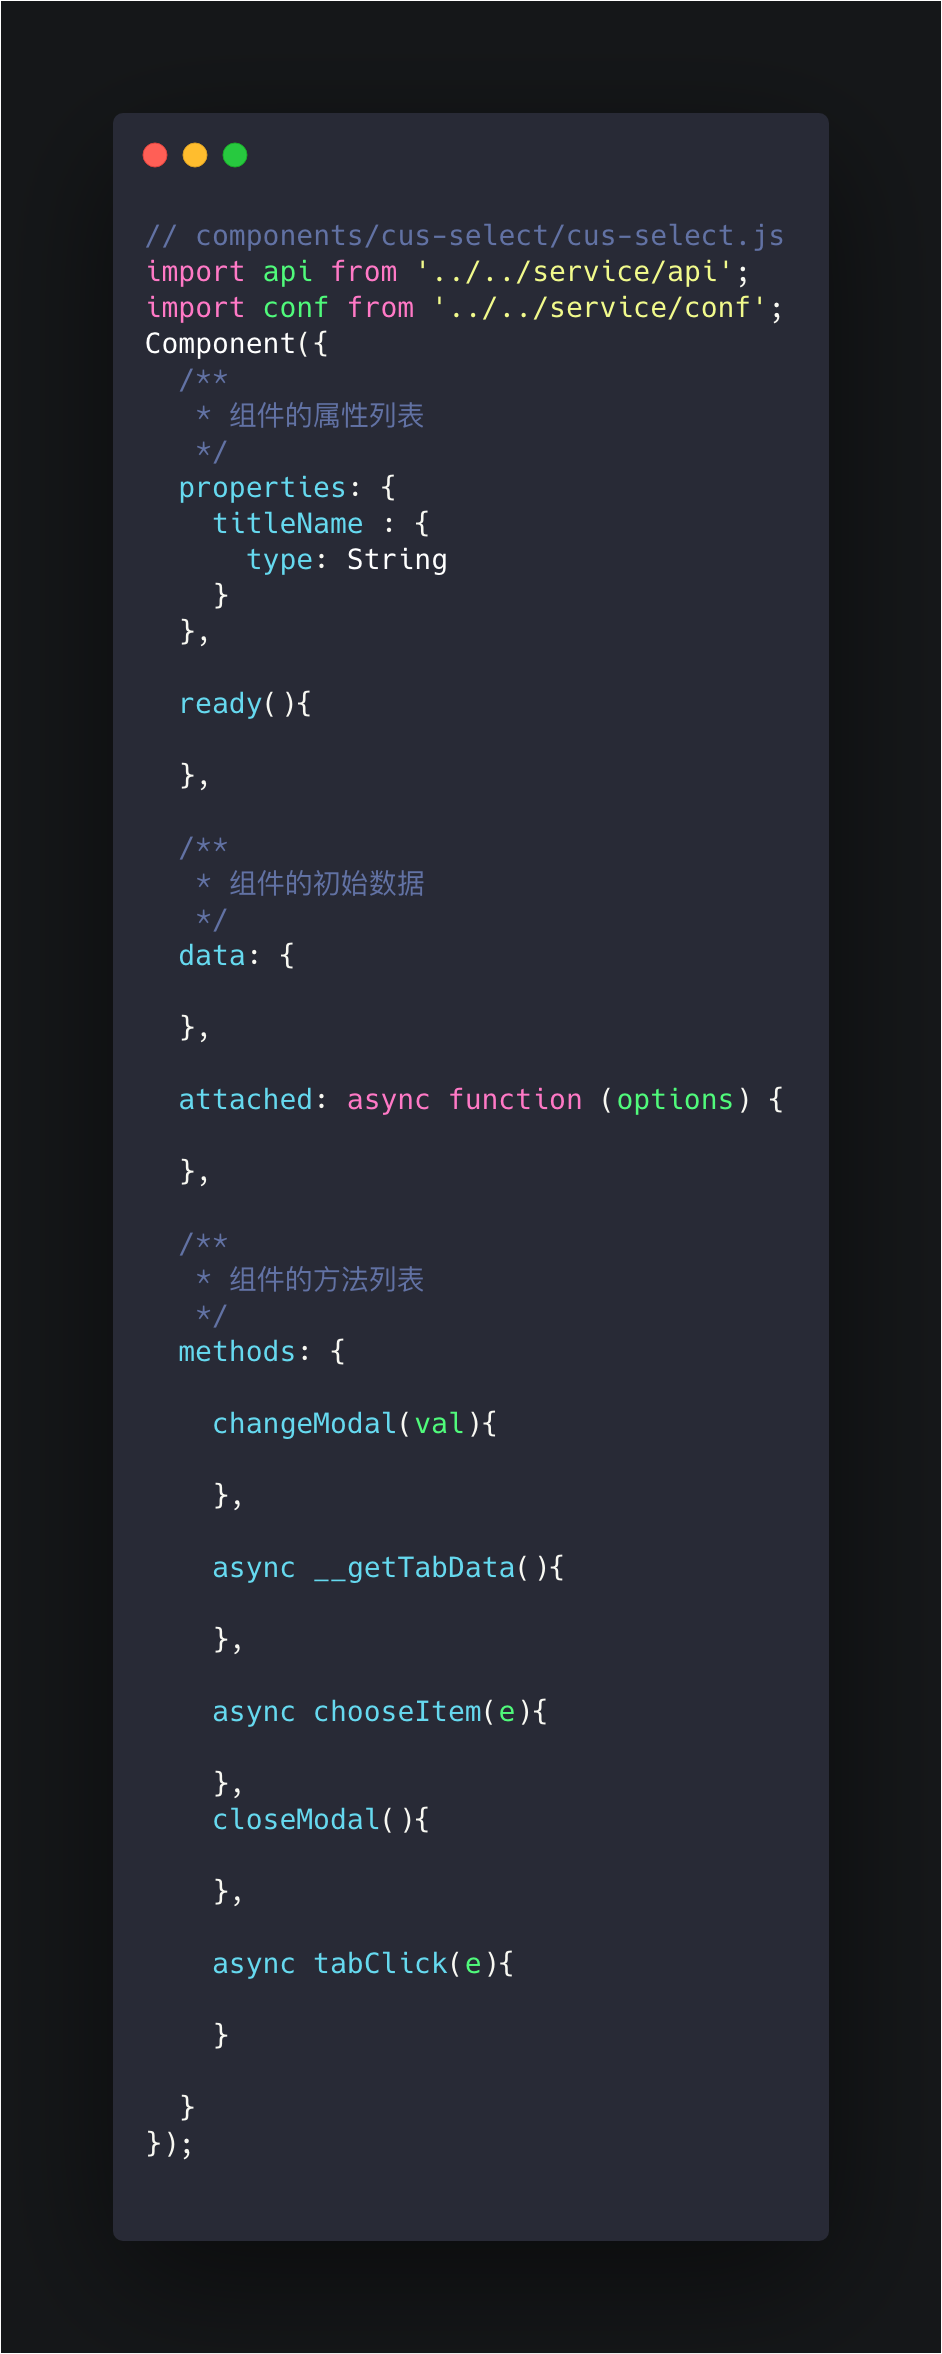 // components/cus-select/cus-select.js
import api from '../../service/api';
import conf from '../../service/conf';
Component({
  /**
   * 组件的属性列表
   */
  properties: {
    titleName : {
      type: String
    }
  },

  ready(){

  },

  /**
   * 组件的初始数据
   */
  data: {

  },

  attached: async function (options) {

  },

  /**
   * 组件的方法列表
   */
  methods: {

    changeModal(val){

    },

    async __getTabData(){

    },

    async chooseItem(e){

    },
    closeModal(){

    },

    async tabClick(e){

    }

  }
});